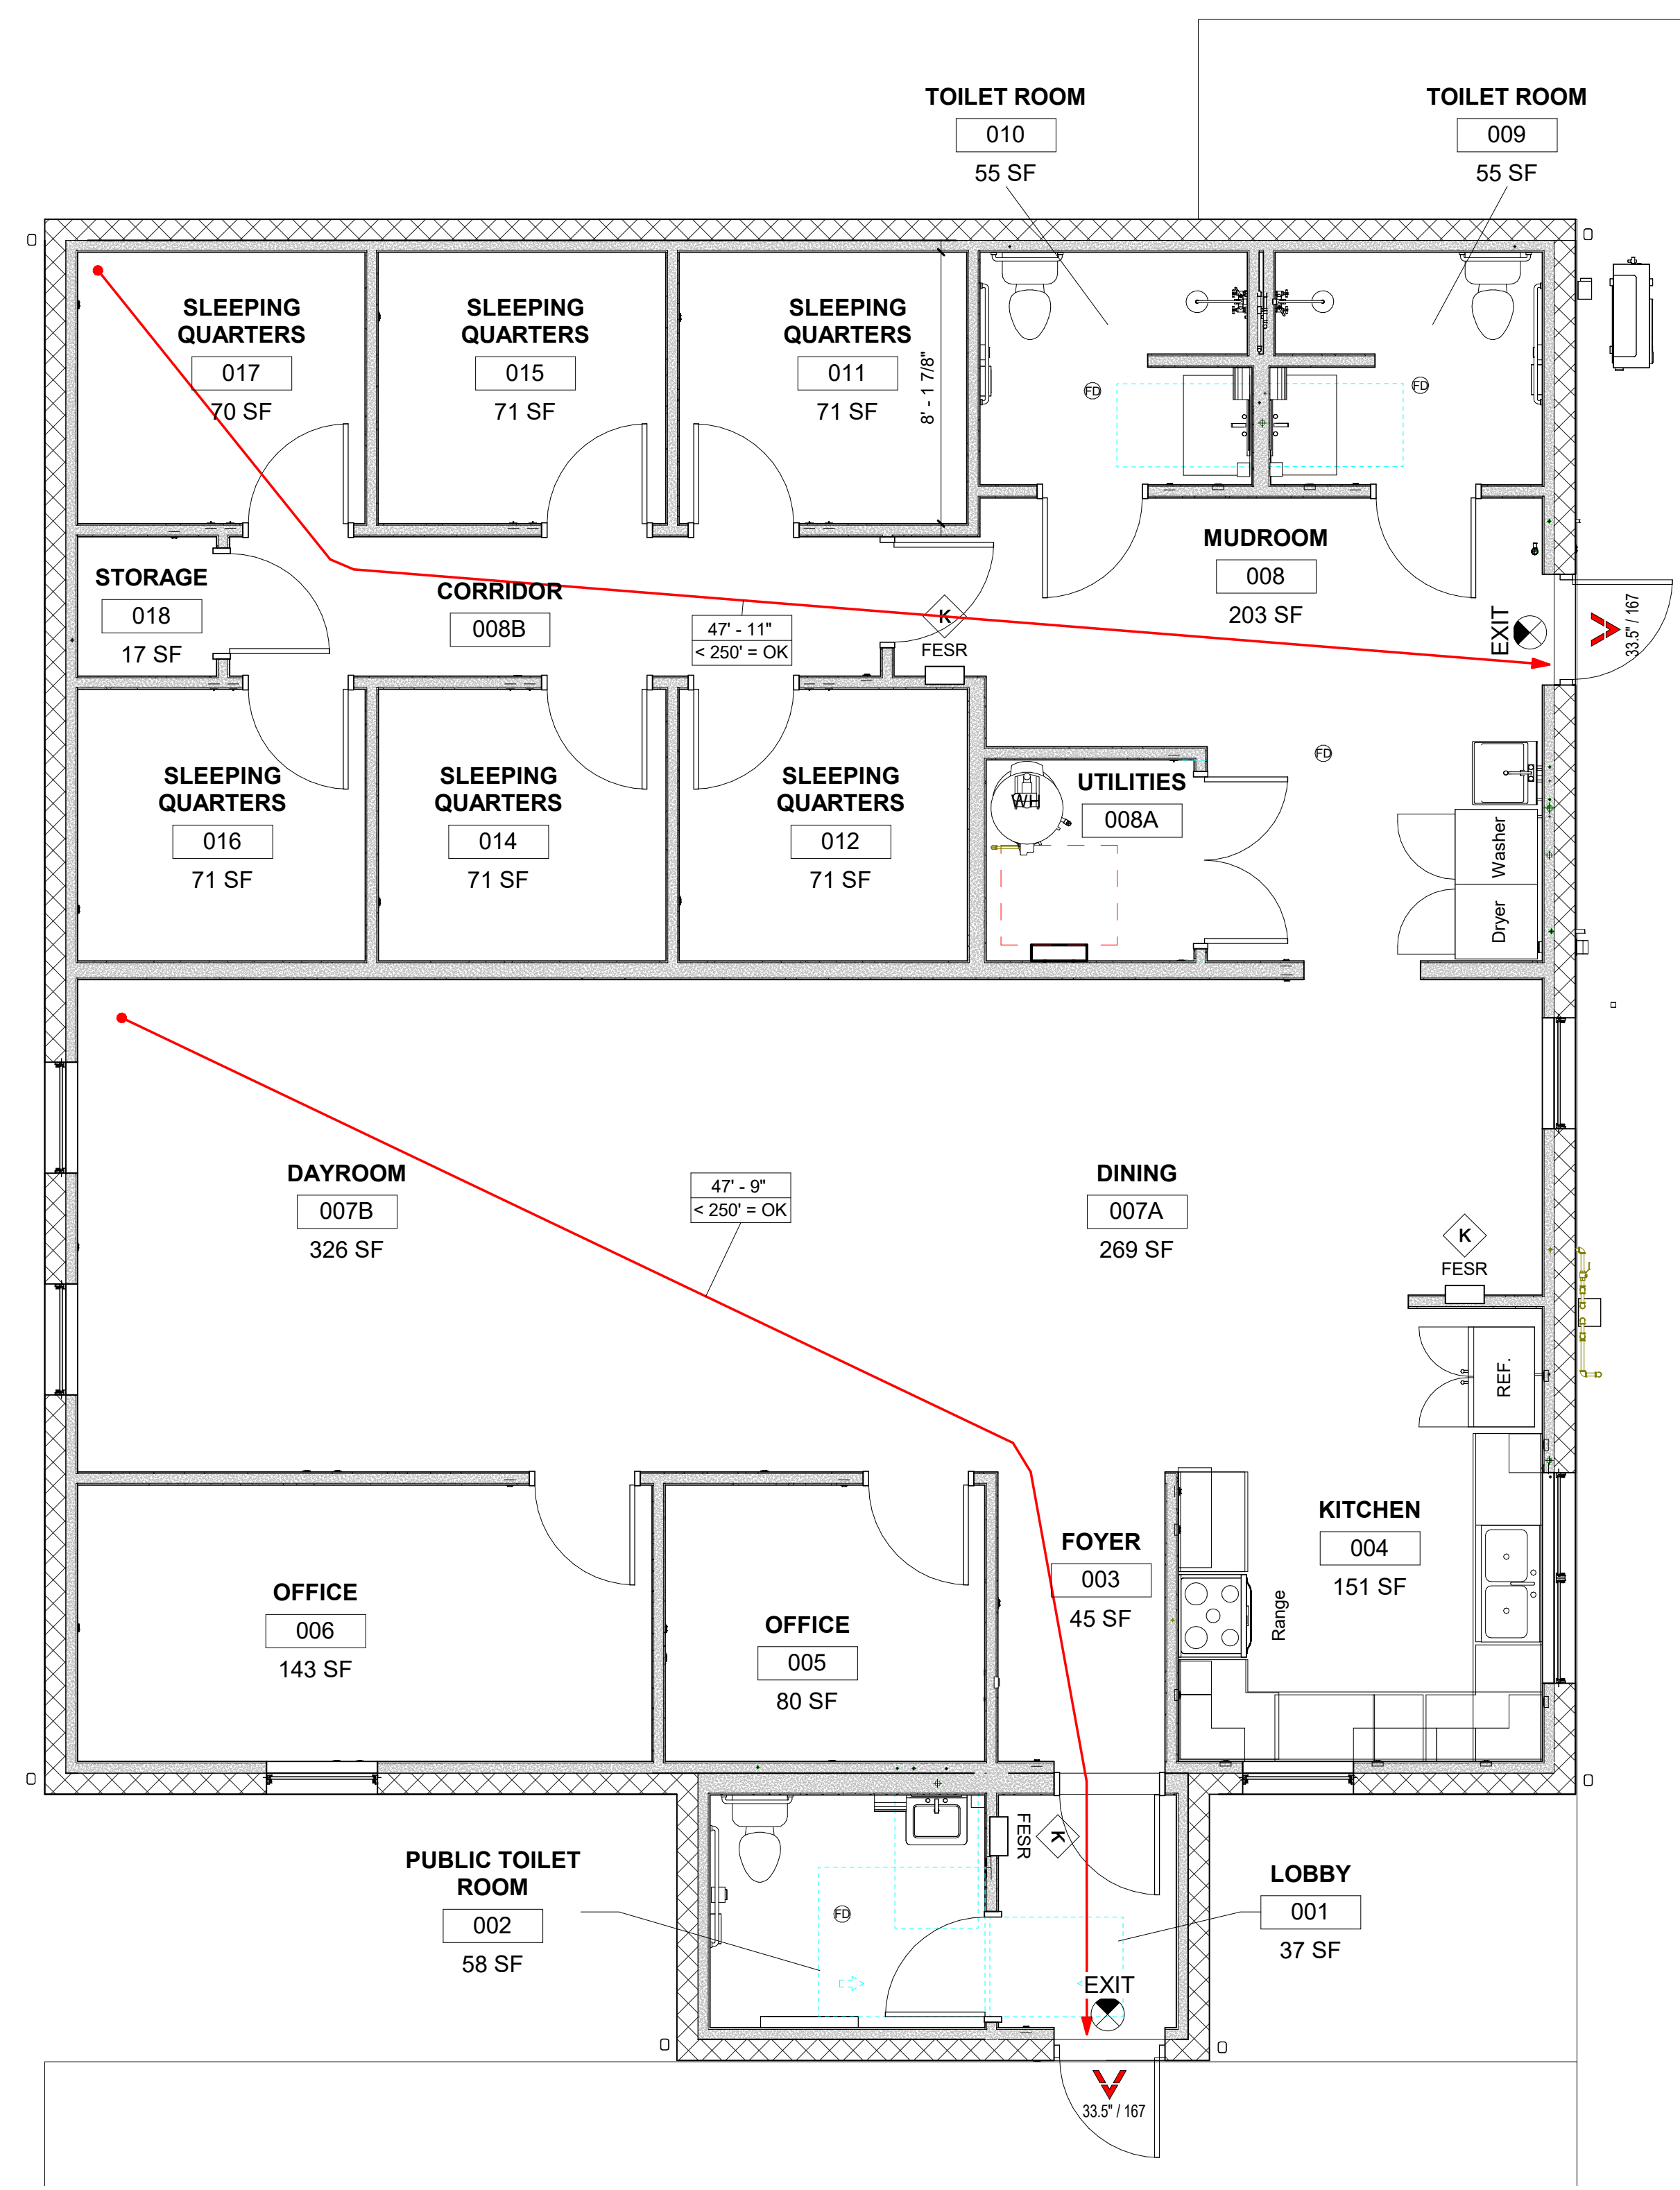 TOILET ROOM
010
55 SF
TOILET ROOM
009
55 SF
SLEEPING
QUARTERS
017
70 SF
SLEEPING
QUARTERS
015
71 SF
SLEEPING
QUARTERS
011
71 SF
8' - 1 7/8"
FD
FD
MUDROOM
008
203 SF
STORAGE
018
17 SF
CORRIDOR
008B
47' - 11"
< 250' = OK
K
FESR
EXIT
33.5" / 167
SLEEPING
QUARTERS
016
71 SF
SLEEPING
QUARTERS
014
71 SF
SLEEPING
QUARTERS
012
71 SF
WH
UTILITIES
008A
FD
Washer
Dryer
DAYROOM
007B
326 SF
47' - 9"
< 250' = OK
DINING
007A
269 SF
K
FESR
REF.
OFFICE
006
143 SF
OFFICE
005
80 SF
FOYER
003
45 SF
Range
KITCHEN
004
151 SF
PUBLIC TOILET
ROOM
002
58 SF
FD
FESR
K
LOBBY
001
37 SF
EXIT
33.5" / 167